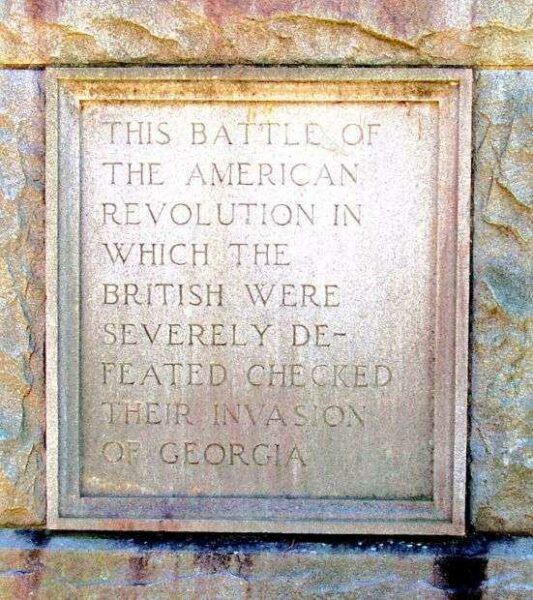 THIS BATTLE OF
THE AMERICAN
REVOLUTION IN
WHICH THE
BRITISH WERE
SEVERELY DE-
FEATED CHECKED
THEIR INVASION
OF GEORGIA